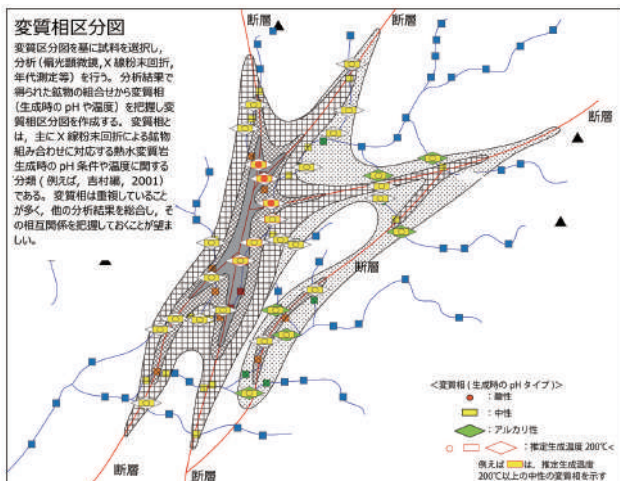 変質相区分図
変質区分図を基に試料を選択し,
分析(偏光顕微鏡,X線粉末回折,
年代測定等)を行う。分析結果で
得られた鉱物の組合せから変質相
(生成時のpHや温度)を把握し変
質相区分図を作成する。変質相と
は,主にX線粉末回折による鉱物
組み合わせに対応する熱水変質岩
生成時のpH条件や温度に関する
分類(例えば,吉村編,2001)
である。変質相は重複していること
が多く,他の分析結果を総合し,そ
の相互関係を把握しておくことが望ま
しい。
断層
断層
断層
断層
断層
断層
<変質相(生成時のpHタイプ)>
:酸性
:中性
:アルカリ性
:推定生成温度200℃<
例えば は,推定生成温度
200℃以上の中性の変質相を示す